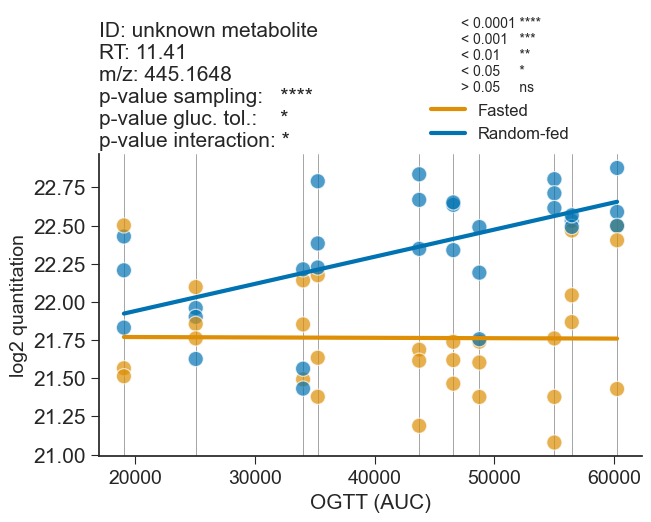 ID: unknown metabolite
RT: 11.41
m/z: 445.1648
p-value sampling: ****
p-value gluc. tol.: *
p-value interaction: *
< 0.0001 ****
< 0.001 ***
< 0.01 **
< 0.05 *
> 0.05 ns
Fasted
Random-fed
log2 quantitation
22.75
22.50
22.25
22.00
21.75
21.50
21.25
21.00
20000 30000 40000 50000 60000
OGTT (AUC)